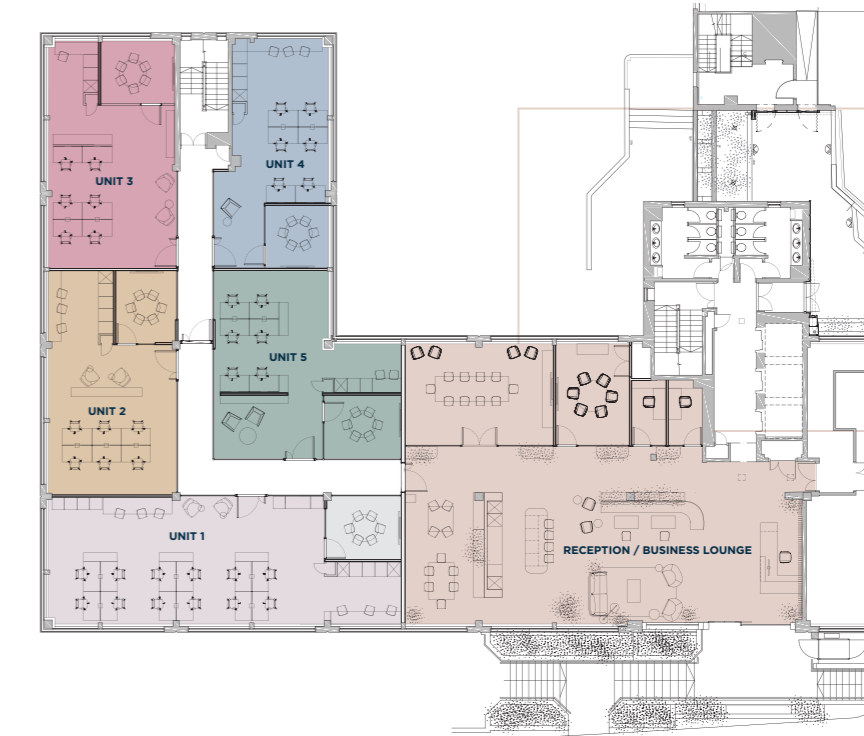 UNIT 4
UNIT 3
UNIT 5
UNIT 2
UNIT 1
RECEPTION / BUSINESS LOUNGE